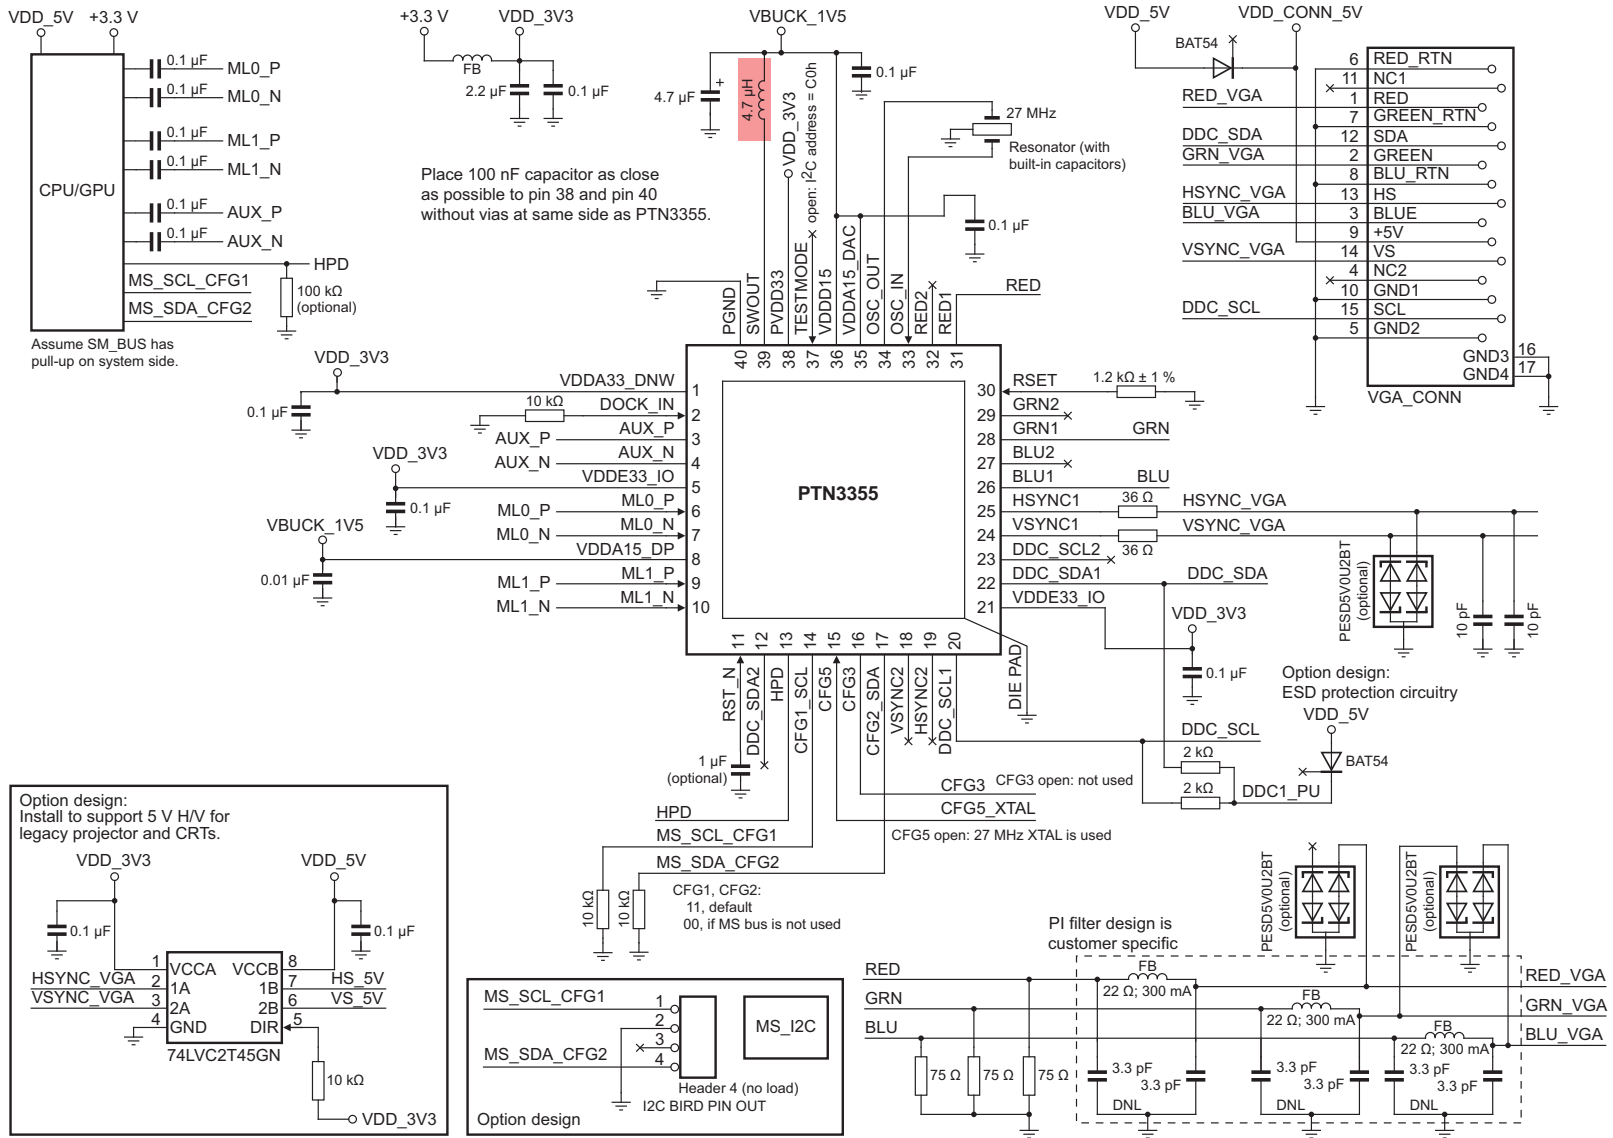 VDD_5V
+3.3 V
0.1 µF
ML0_P
0.1 µF
ML0_N
0.1 µF
ML1_P
0.1 µF
ML1_N
CPU/GPU
0.1 µF
AUX_P
0.1 µF
AUX_N
HPD
MS_SCL_CFG1
100 kΩ
(optional)
MS_SDA_CFG2
Assume SM_BUS has
pull-up on system side.
+3.3 V
VDD_3V3
FB
2.2 µF
0.1 µF
Place 100 nF capacitor as close
as possible to pin 38 and pin 40
without vias at same side as PTN3355.
VBUCK_1V5
4.7 µF
+
4.7 µH
VDD_3V3
open: I²C address = C0h
0.1 µF
27 MHz
Resonator (with
built-in capacitors)
0.1 µF
PGND
SWOUT
PVDD33
TESTMODE
VDDD15
VDDA15_DAC
OSC_OUT
OSC_IN
RED2
RED1
RED
40
39
38
37
36
35
34
33
32
31
VDD_5V
VDD_CONN_5V
BAT54
6 RED_RTN
11 NC1
RED_VGA 1 RED
7 GREEN_RTN
DDC_SDA 12 SDA
GRN_VGA 2 GREEN
8 BLU_RTN
HSYNC_VGA 13 HS
BLU_VGA 3 BLUE
9 +5V
VSYNC_VGA 14 VS
4 NC2
10 GND1
DDC_SCL 15 SCL
5 GND2
GND3 16
GND4 17
VGA_CONN
VDD_3V3
0.1 µF
VDDA33_DNW 1
10 kΩ
DOCK_IN 2
AUX_P AUX_P 3
AUX_N AUX_N 4
VDD_3V3
VDDE33_IO 5
0.1 µF
ML0_P ML0_P 6
ML0_N ML0_N 7
VBUCK_1V5
VDDA15_DP 8
0.01 µF
ML1_P ML1_P 9
ML1_N ML1_N 10
PTN3355
30 RSET
1.2 kΩ ± 1 %
29 GRN2
28 GRN1 GRN
27 BLU2
26 BLU1 BLU
25 HSYNC1 36 Ω HSYNC_VGA
24 VSYNC1 36 Ω VSYNC_VGA
23 DDC_SCL2
22 DDC_SDA1 DDC_SDA
21 VDDE33_IO
VDD_3V3
0.1 µF
PESD5V0U2BT
(optional)
10 pF
10 pF
Option design:
ESD protection circuitry
11
12
13
14
15
16
17
18
19
20
RST_N
DDC_SDA2
HPD
CFG1_SCL
CFG5
CFG3
CFG2_SDA
VSYNC2
HSYNC2
DDC_SCL1
DIE PAD
1 µF
(optional)
DDC_SCL
2 kΩ
2 kΩ
DDC1_PU
VDD_5V
BAT54
CFG3
CFG3 open: not used
CFG5_XTAL
CFG5 open: 27 MHz XTAL is used
HPD
MS_SCL_CFG1
MS_SDA_CFG2
10 kΩ
10 kΩ
CFG1, CFG2:
11, default
00, if MS bus is not used
Option design:
Install to support 5 V H/V for
legacy projector and CRTs.
VDD_3V3
VDD_5V
0.1 µF
0.1 µF
1 VCCA
VCCB 8
HSYNC_VGA 2 1A
1B 7 HS_5V
VSYNC_VGA 3 2A
2B 6 VS_5V
4 GND
DIR 5
74LVC2T45GN
10 kΩ
VDD_3V3
MS_SCL_CFG1 1
2
3
MS_SDA_CFG2 4
MS_I2C
Header 4 (no load)
I2C BIRD PIN OUT
Option design
PI filter design is
customer specific
PESD5V0U2BT
(optional)
PESD5V0U2BT
(optional)
RED
GRN
BLU
FB
22 Ω; 300 mA
FB
22 Ω; 300 mA
FB
22 Ω; 300 mA
RED_VGA
GRN_VGA
BLU_VGA
75 Ω
75 Ω
75 Ω
3.3 pF
3.3 pF
3.3 pF
3.3 pF
3.3 pF
3.3 pF
DNL
DNL
DNL